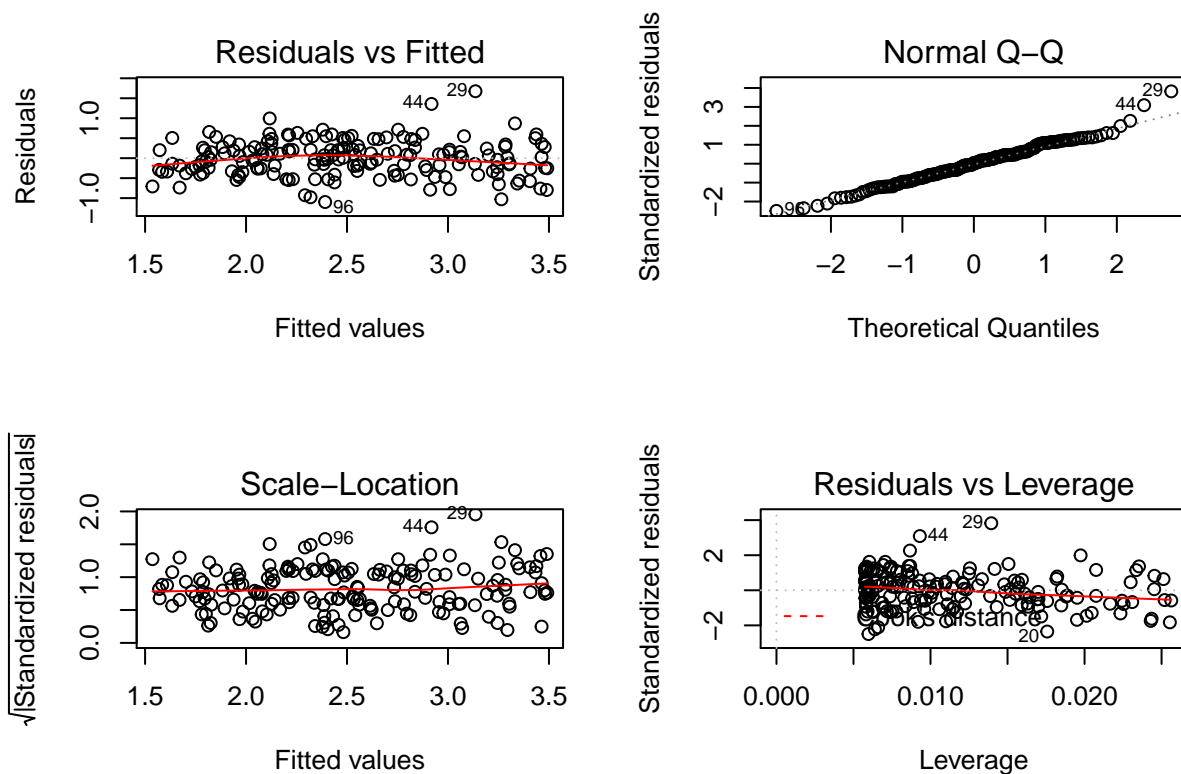 Residuals vs Fitted
Residuals
1.0
−1.0
44
29
96
1.5 2.0 2.5 3.0 3.5
Fitted values
Normal Q−Q
Standardized residuals
3
1
−2
96
44
29
−2 −1 0 1 2
Theoretical Quantiles
Scale−Location
√|Standardized residuals|
2.0
1.0
0.0
96
44
29
1.5 2.0 2.5 3.0 3.5
Fitted values
Residuals vs Leverage
Standardized residuals
2
−2
29
44
Cook's distance
20
0.000 0.010 0.020
Leverage